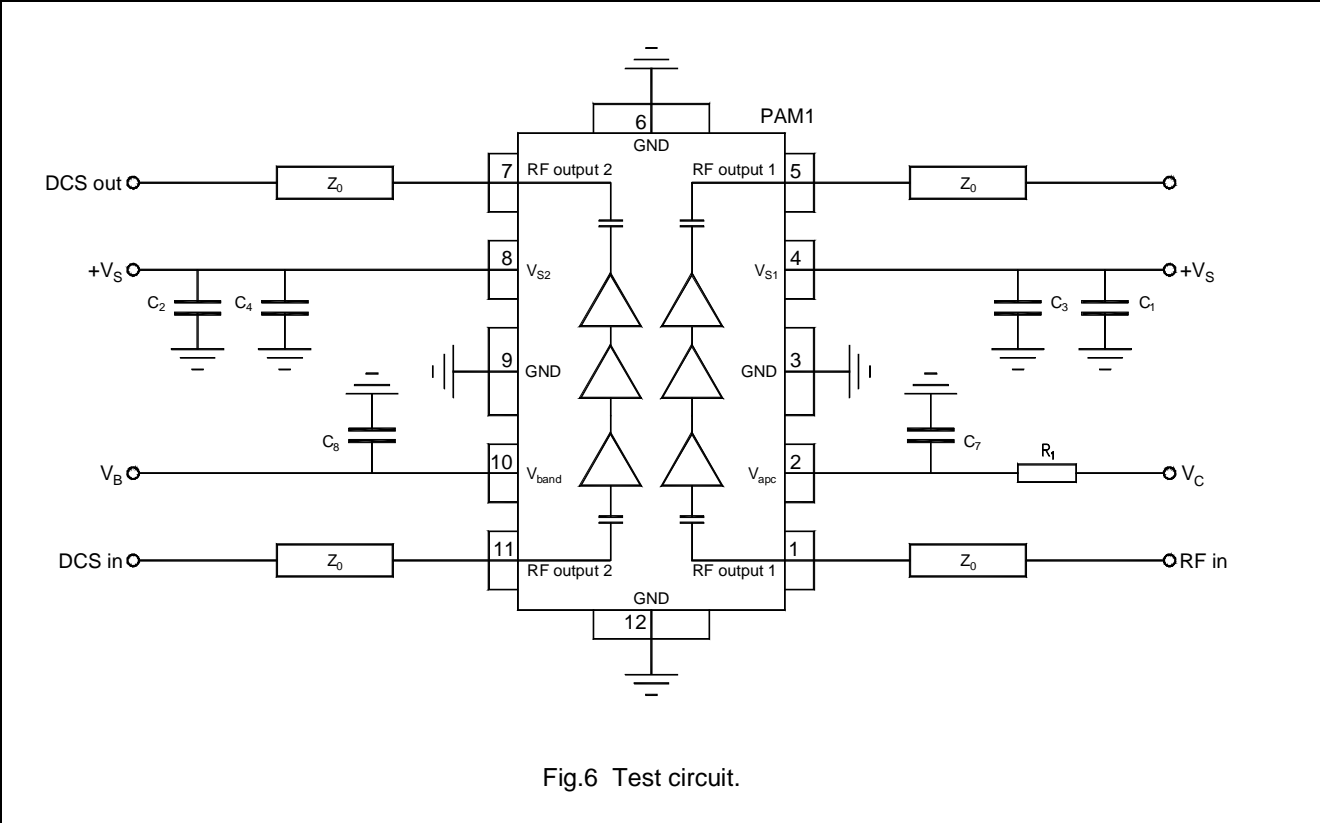 PAM1
6
GND
DCS out
Z0
7
RF output 2
RF output 1
5
Z0
+VS
8
VS2
VS1
4
+VS
C2
C4
C3
C1
9
GND
GND
3
C8
C7
R1
VB
10
Vband
Vapc
2
VC
DCS in
Z0
11
RF output 2
RF output 1
1
Z0
RF in
GND
12
Fig.6 Test circuit.